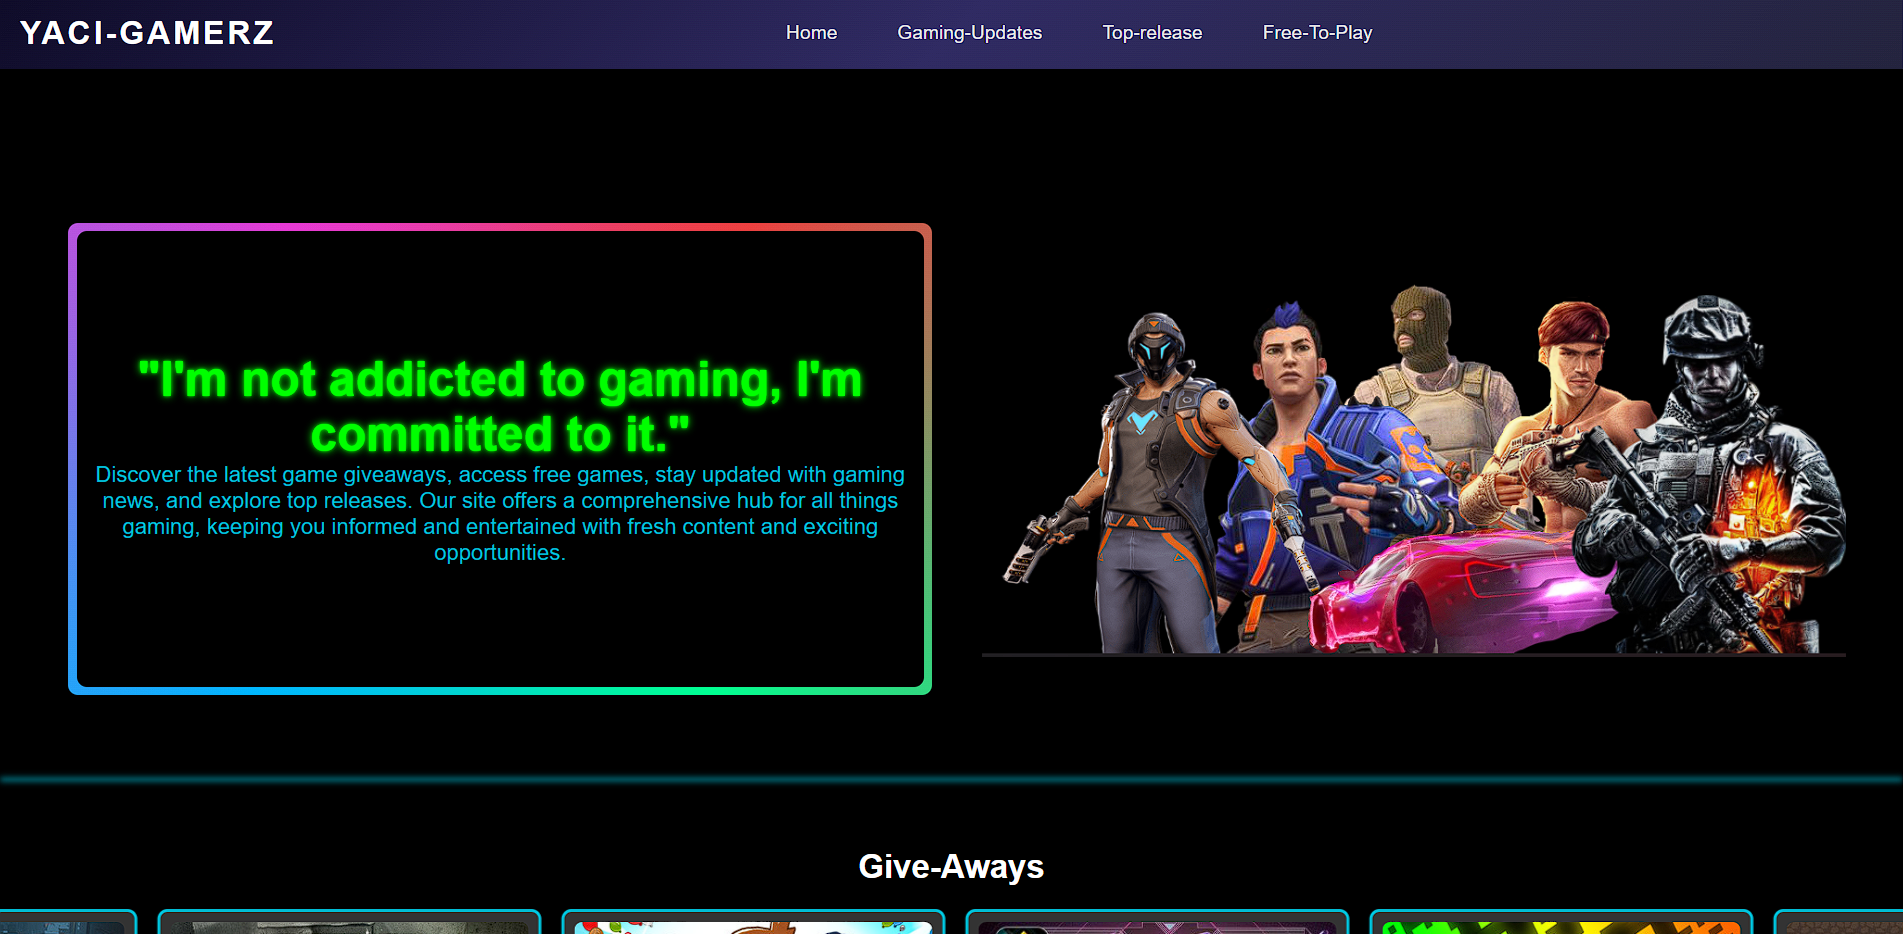 YACI-GAMERZ
Home
Gaming-Updates
Top-release
Free-To-Play
"I'm not addicted to gaming, I'm
committed to it."
Discover the latest game giveaways, access free games, stay updated with gaming
news, and explore top releases. Our site offers a comprehensive hub for all things
gaming, keeping you informed and entertained with fresh content and exciting
opportunities.
Give-Aways